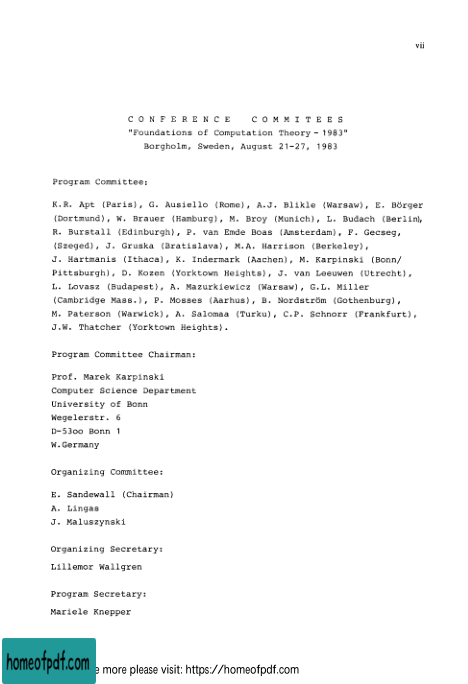 vii
CONFERENCE COMMITEES
"Foundations of Computation Theory - 1983"
Borgholm, Sweden, August 21-27, 1983
Program Committee:
K.R. Apt (Paris), G. Ausiello (Rome), A.J. Blikle (Warsaw), E. Börger
(Dortmund), W. Brauer (Hamburg), M. Broy (Munich), L. Budach (Berlin),
R. Burstall (Edinburgh), P. van Emde Boas (Amsterdam), F. Gecseg,
(Szeged), J. Gruska (Bratislava), M.A. Harrison (Berkeley),
J. Hartmanis (Ithaca), K. Indermark (Aachen), M. Karpinski (Bonn/
Pittsburgh), D. Kozen (Yorktown Heights), J. van Leeuwen (Utrecht),
L. Lovasz (Budapest), A. Mazurkiewicz (Warsaw), G.L. Miller
(Cambridge Mass.), P. Mosses (Aarhus), B. Nordström (Gothenburg),
M. Paterson (Warwick), A. Salomaa (Turku), C.P. Schnorr (Frankfurt),
J.W. Thatcher (Yorktown Heights).
Program Committee Chairman:
Prof. Marek Karpinski
Computer Science Department
University of Bonn
Wegelerstr. 6
D-53oo Bonn 1
W.Germany
Organizing Committee:
E. Sandewall (Chairman)
A. Lingas
J. Maluszynski
Organizing Secretary:
Lillemor Wallgren
Program Secretary:
Mariele Knepper
homeofpdf.com
e more please visit: https://homeofpdf.com